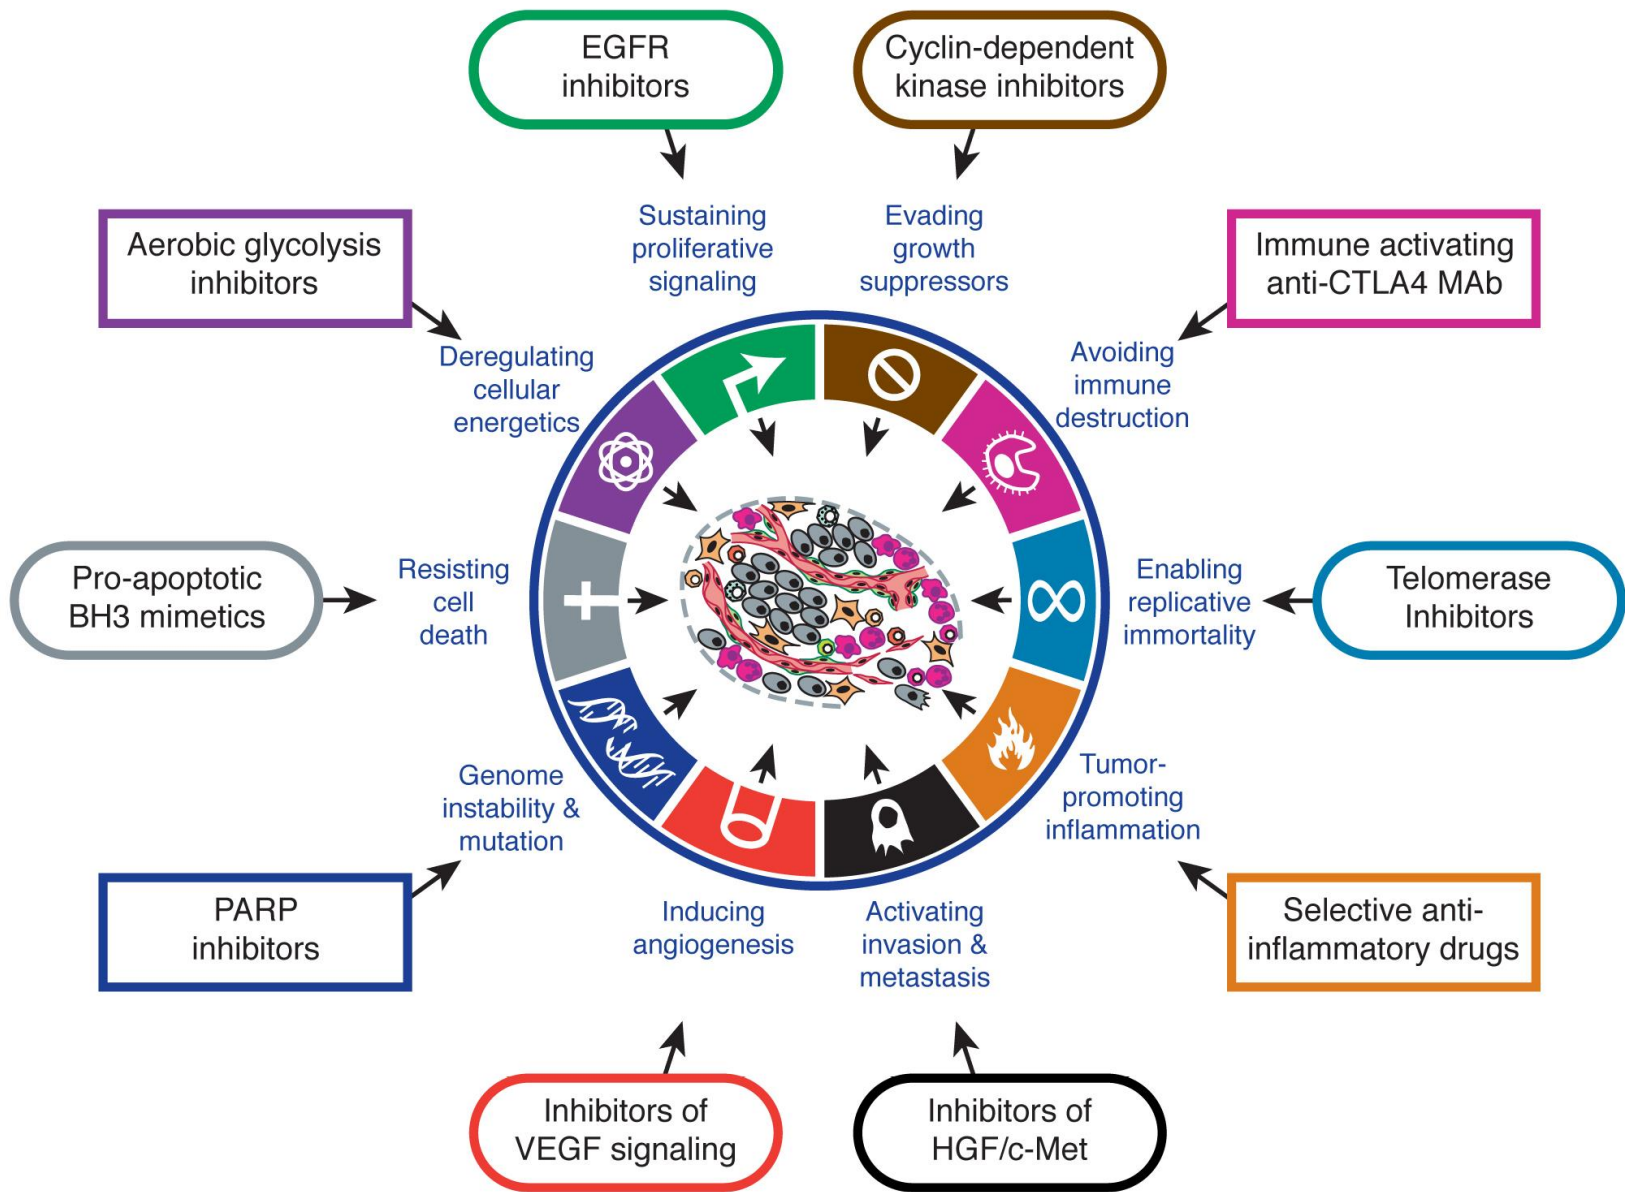 EGFR
inhibitors
Cyclin-dependent
kinase inhibitors
Sustaining
proliferative
signaling
Evading
growth
suppressors
Aerobic glycolysis
inhibitors
Immune activating
anti-CTLA4 MAb
Deregulating
cellular
energetics
Avoiding
immune
destruction
Pro-apoptotic
BH3 mimetics
Resisting
cell
death
Enabling
replicative
immortality
Telomerase
Inhibitors
Genome
instability &
mutation
Tumor-
promoting
inflammation
PARP
inhibitors
Inducing
angiogenesis
Activating
invasion &
metastasis
Selective anti-
inflammatory drugs
Inhibitors of
VEGF signaling
Inhibitors of
HGF/c-Met